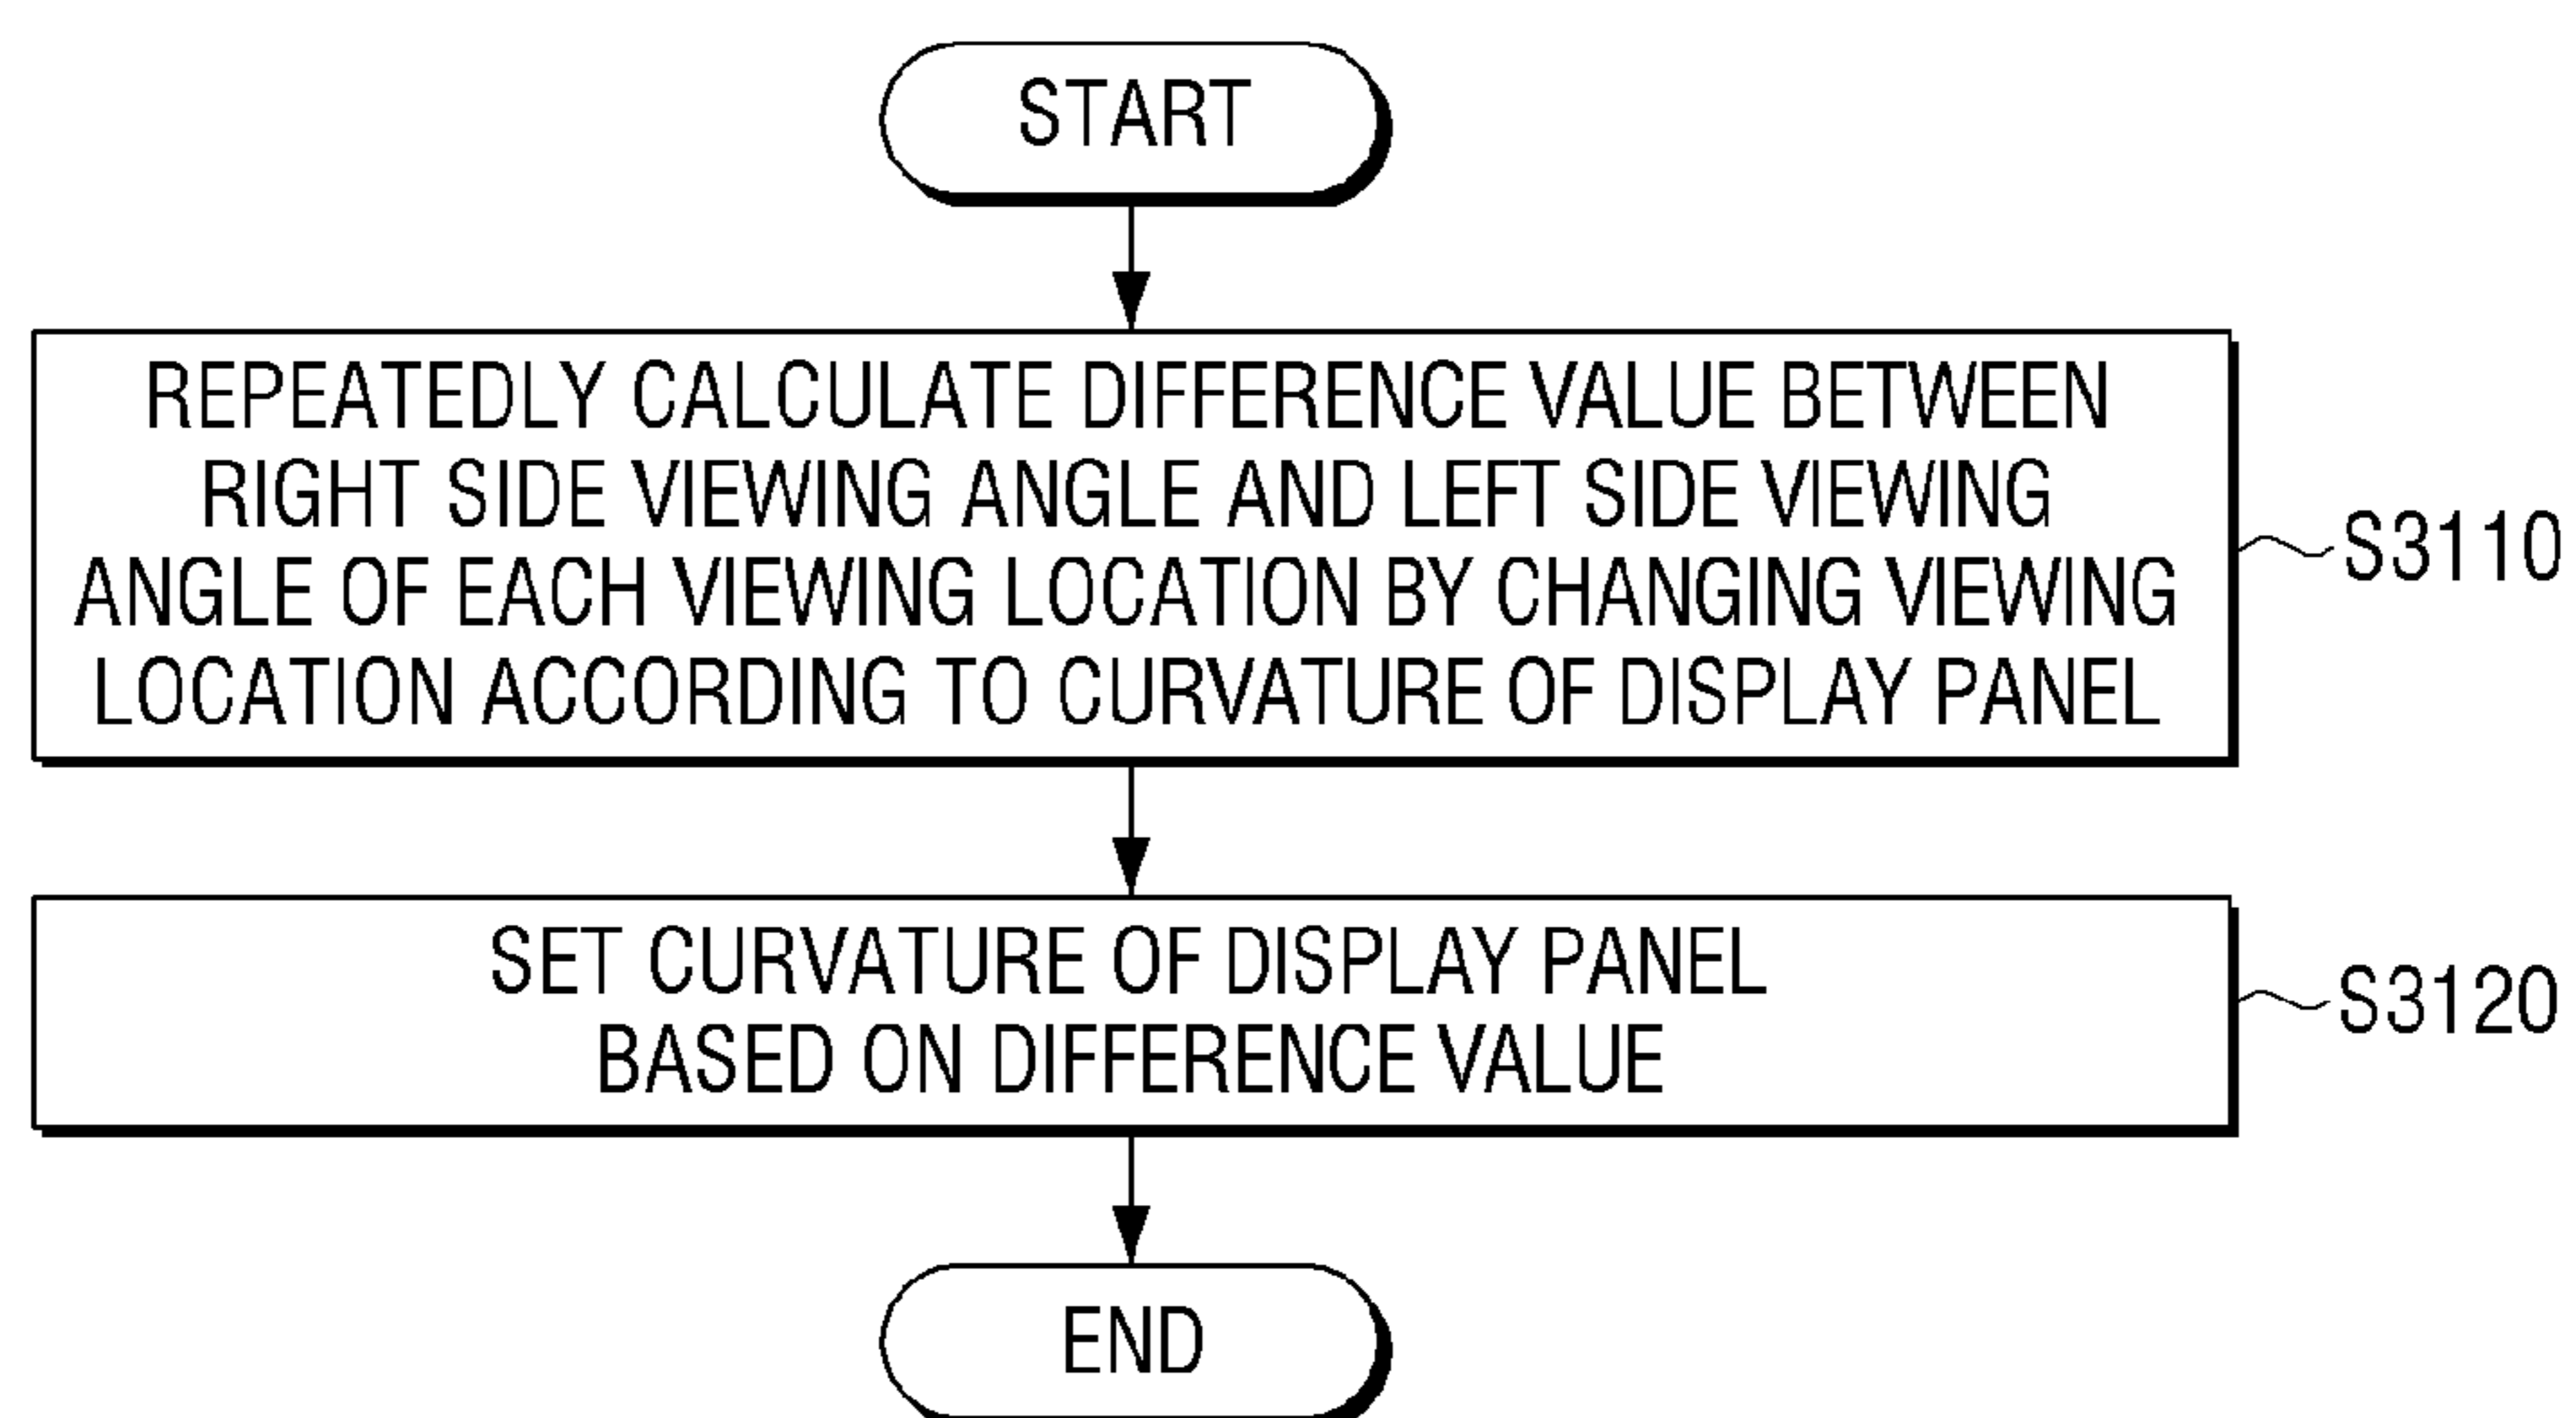 START
REPEATEDLY CALCULATE DIFFERENCE VALUE BETWEEN
RIGHT SIDE VIEWING ANGLE AND LEFT SIDE VIEWING
ANGLE OF EACH VIEWING LOCATION BY CHANGING VIEWING
LOCATION ACCORDING TO CURVATURE OF DISPLAY PANEL
S3110
SET CURVATURE OF DISPLAY PANEL
BASED ON DIFFERENCE VALUE
S3120
END